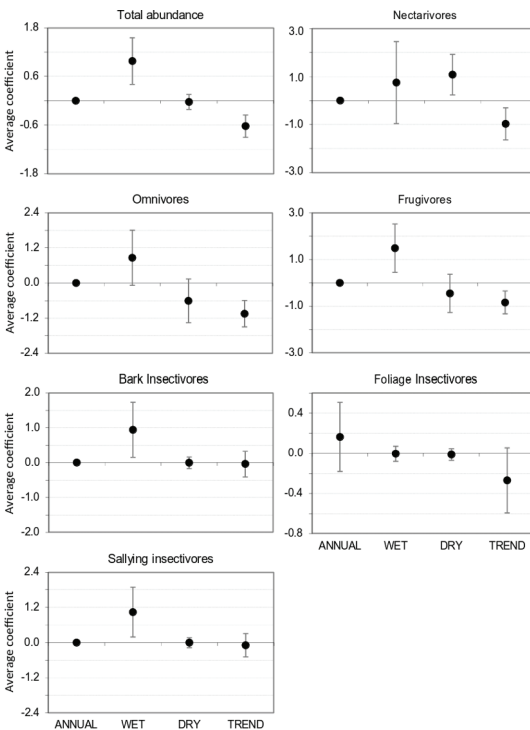 Total abundance
Nectarivores
1.8
0.6
-0.6
-1.8
Average coefficient
3.0
1.0
-1.0
-3.0
Omnivores
Frugivores
2.4
1.2
0.0
-1.2
-2.4
Average coefficient
3.0
1.0
-1.0
-3.0
Bark Insectivores
Foliage Insectivores
2.0
1.0
0.0
-1.0
-2.0
Average coefficient
0.4
0.0
-0.4
-0.8
ANNUAL WET DRY TREND
Sallying insectivores
2.4
1.2
0.0
-1.2
-2.4
Average coefficient
ANNUAL WET DRY TREND